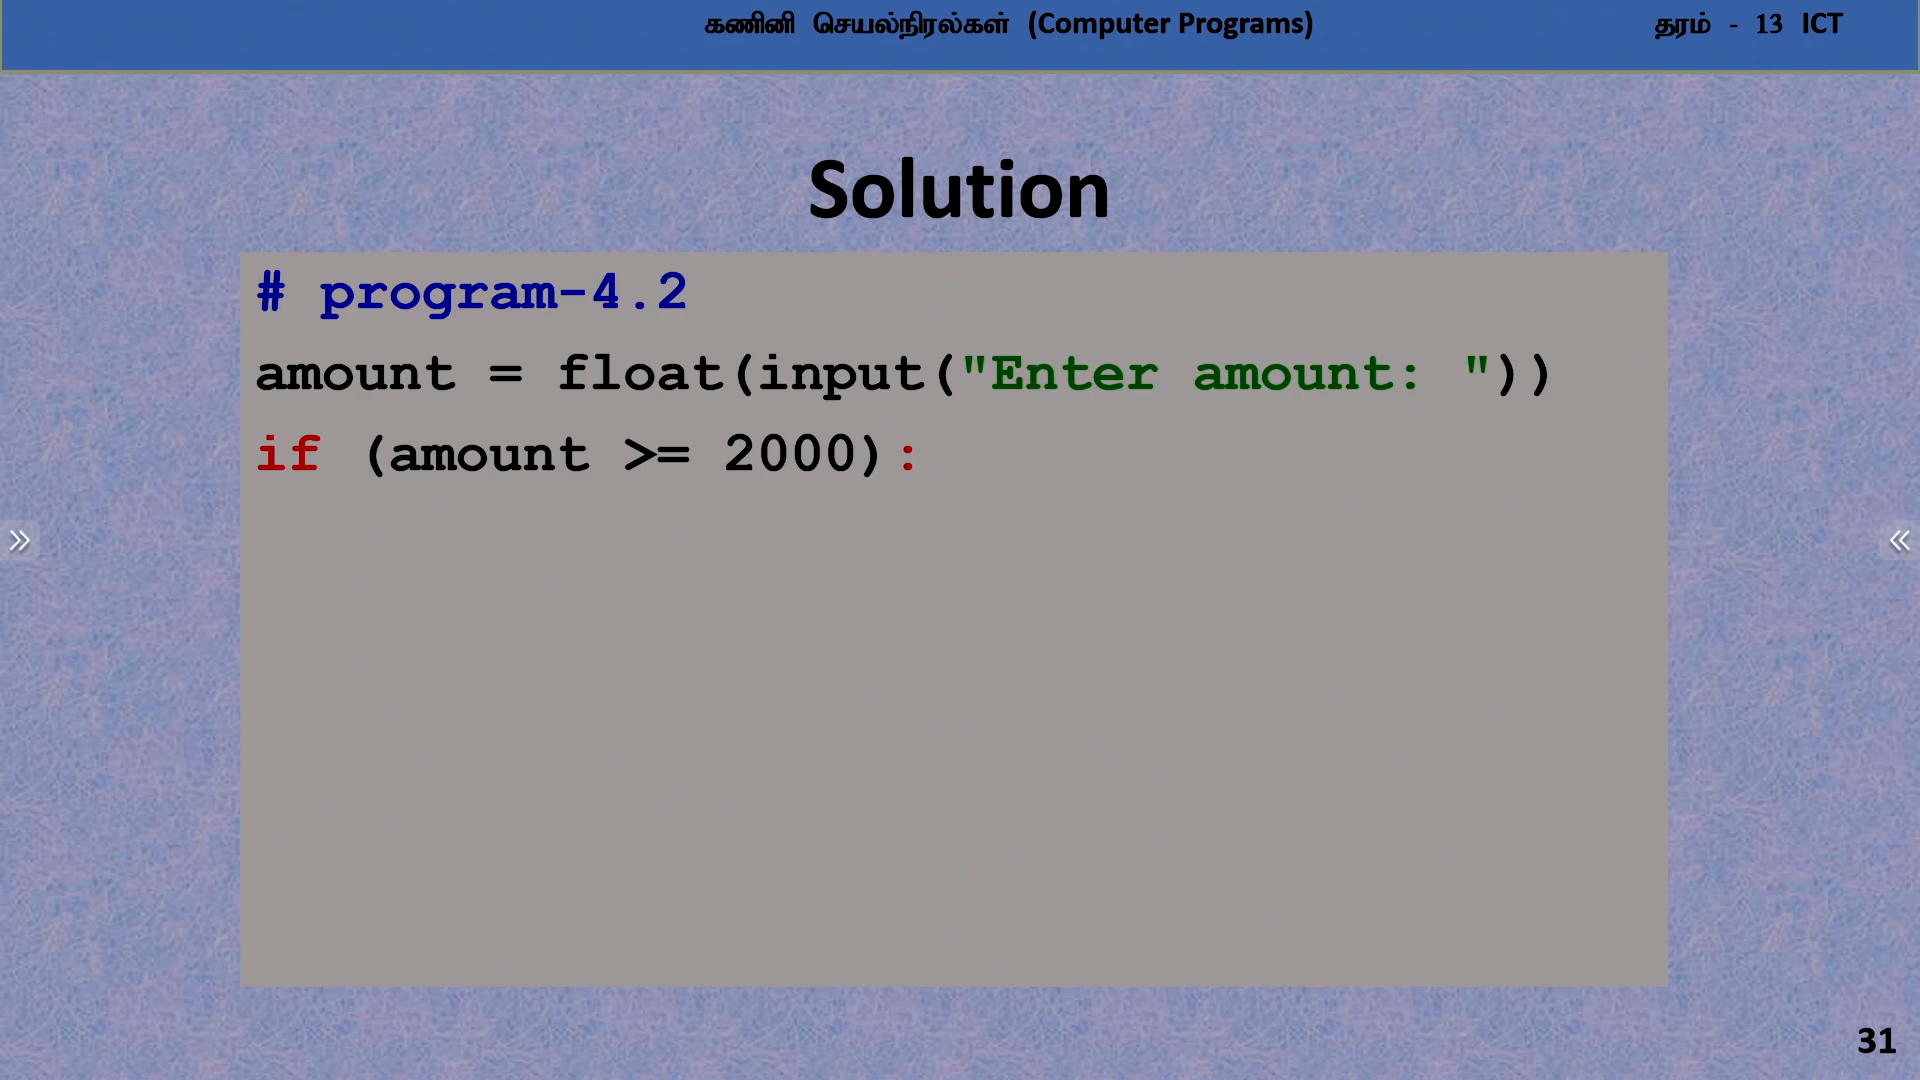 கணினி செயல்நிரல்கள் (Computer Programs)
தரம் - 13 ICT
Solution
# program-4.2
amount = float(input("Enter amount: "))
if (amount >= 2000):
31